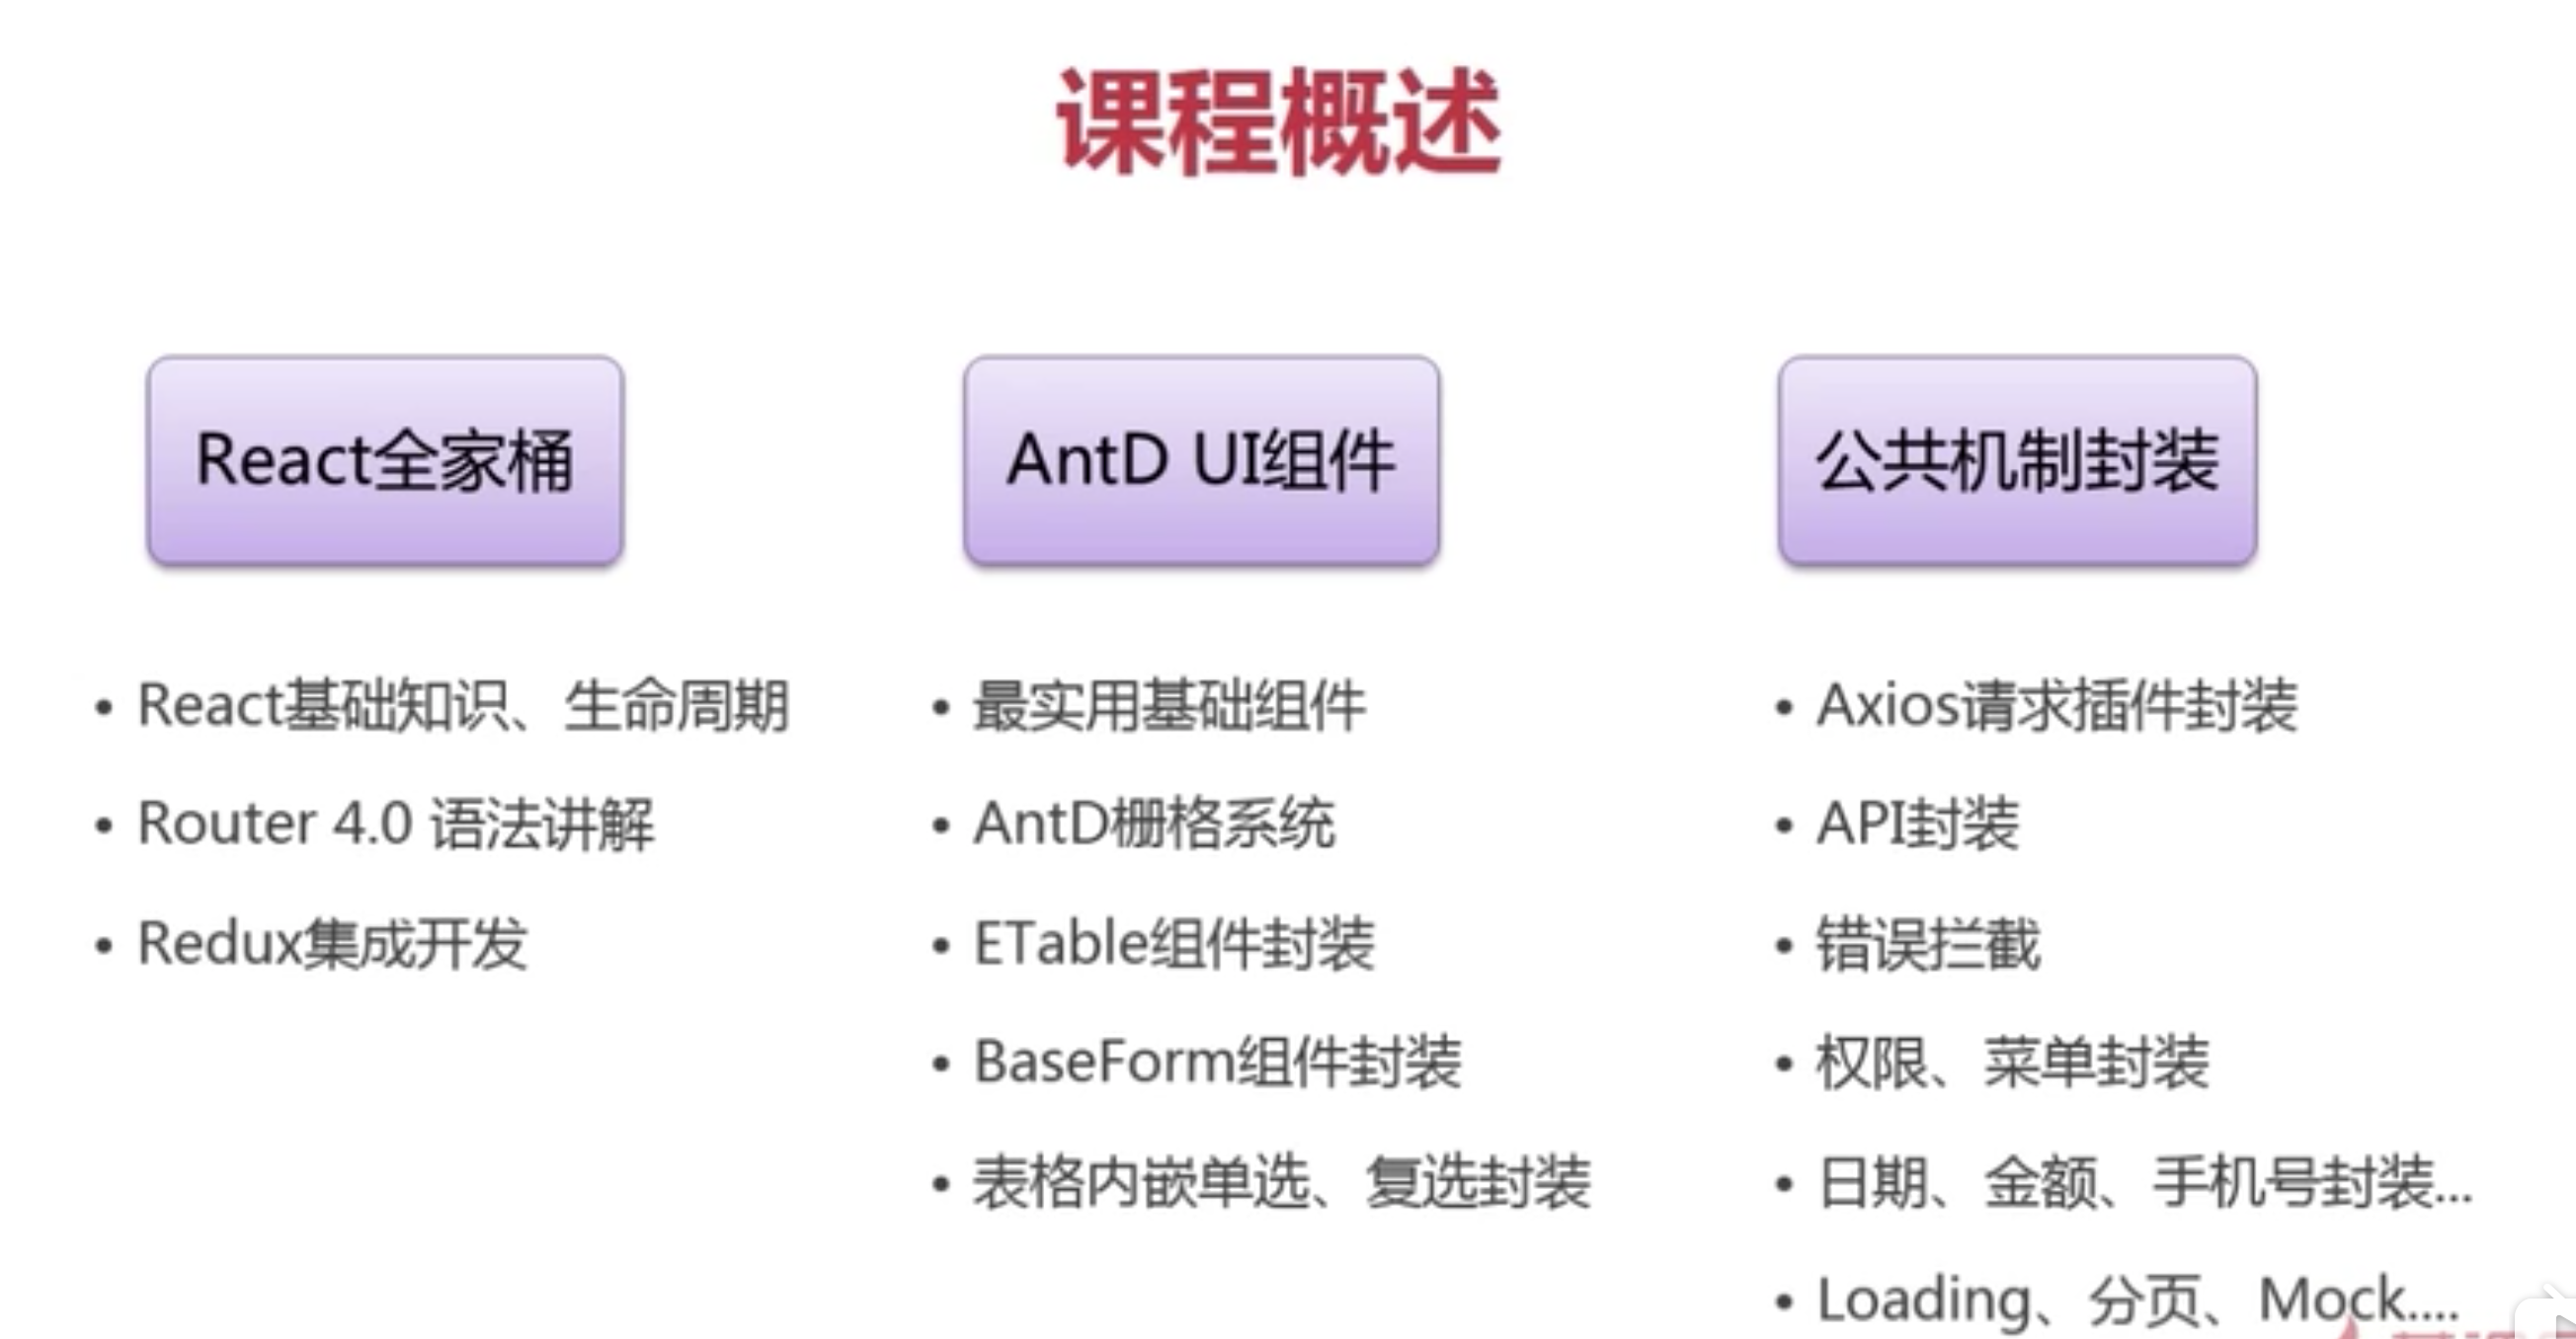 课程概述
React全家桶
• React基础知识、生命周期
• Router 4.0 语法讲解
• Redux集成开发
AntD UI组件
• 最实用基础组件
• AntD栅格系统
• ETable组件封装
• BaseForm组件封装
• 表格内嵌单选、复选封装
公共机制封装
• Axios请求插件封装
• API封装
• 错误拦截
• 权限、菜单封装
• 日期、金额、手机号封装...
• Loading、分页、Mock....